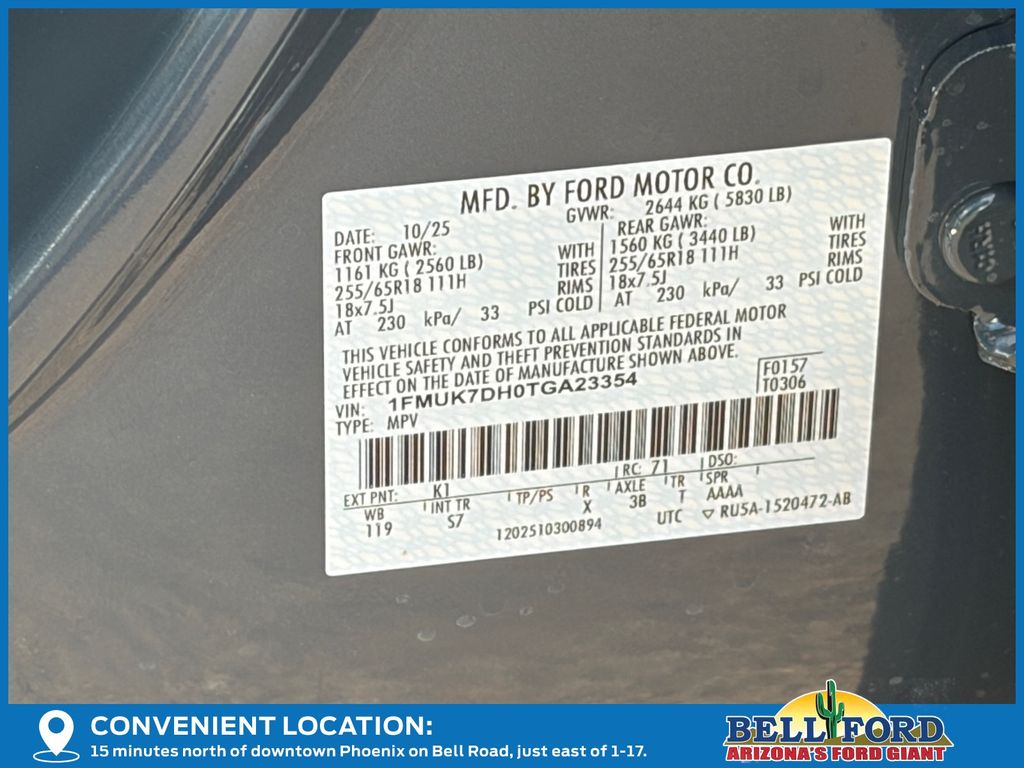 MFD. BY FORD MOTOR CO.
DATE: 10/25 GVWR: 2644 KG ( 5830 LB)
FRONT GAWR: REAR GAWR:
1161 KG ( 2560 LB) WITH 1560 KG ( 3440 LB) WITH
255/65R18 111H TIRES 255/65R18 111H TIRES
18x7.5J RIMS 18x7.5J RIMS
AT 230 kPa/ 33 PSI COLD AT 230 kPa/ 33 PSI COLD
THIS VEHICLE CONFORMS TO ALL APPLICABLE FEDERAL MOTOR
VEHICLE SAFETY AND THEFT PREVENTION STANDARDS IN
EFFECT ON THE DATE OF MANUFACTURE SHOWN ABOVE.
VIN: 1FMUK7DH0TGA23354 F0157
TYPE: MPV T0306
EXT PNT: K1 RC: 71 DSO:
WB INT TR TP/PS R AXLE TR SPR
119 S7 X 3B T AAAA
1202510300894 UTC ▽ RU5A-1520472-AB
CONVENIENT LOCATION:
15 minutes north of downtown Phoenix on Bell Road, just east of 1-17.
BELL FORD
ARIZONA'S FORD GIANT